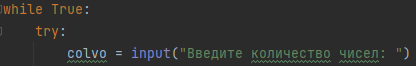 while True:
    try:
        colvo = input("Введите количество чисел: ")